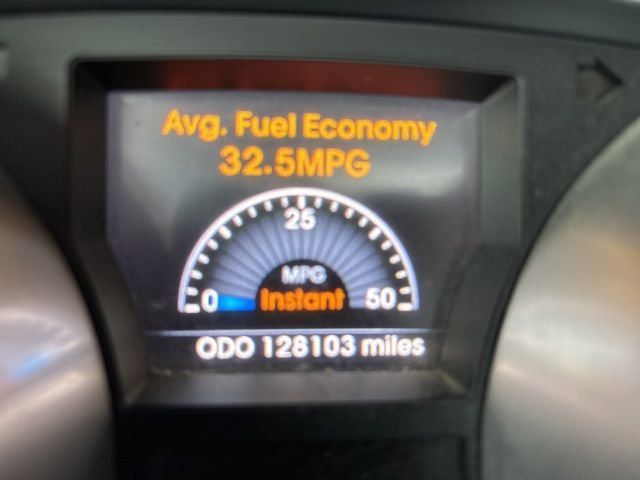 Avg. Fuel Economy
32.5MPG
25
MPG
0 Instant 50
ODO 128103 miles